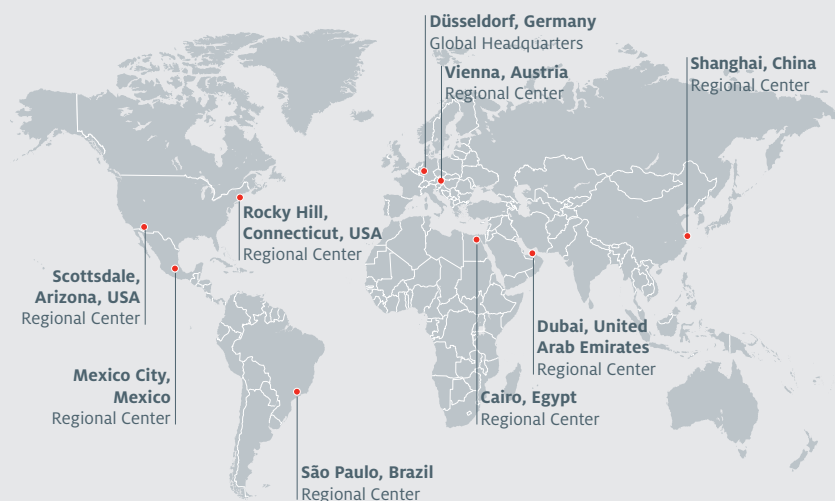 Düsseldorf, Germany
Global Headquarters
Vienna, Austria
Regional Center
Shanghai, China
Regional Center
Rocky Hill,
Connecticut, USA
Regional Center
Scottsdale,
Arizona, USA
Regional Center
Dubai, United
Arab Emirates
Regional Center
Mexico City,
Mexico
Regional Center
Cairo, Egypt
Regional Center
São Paulo, Brazil
Regional Center